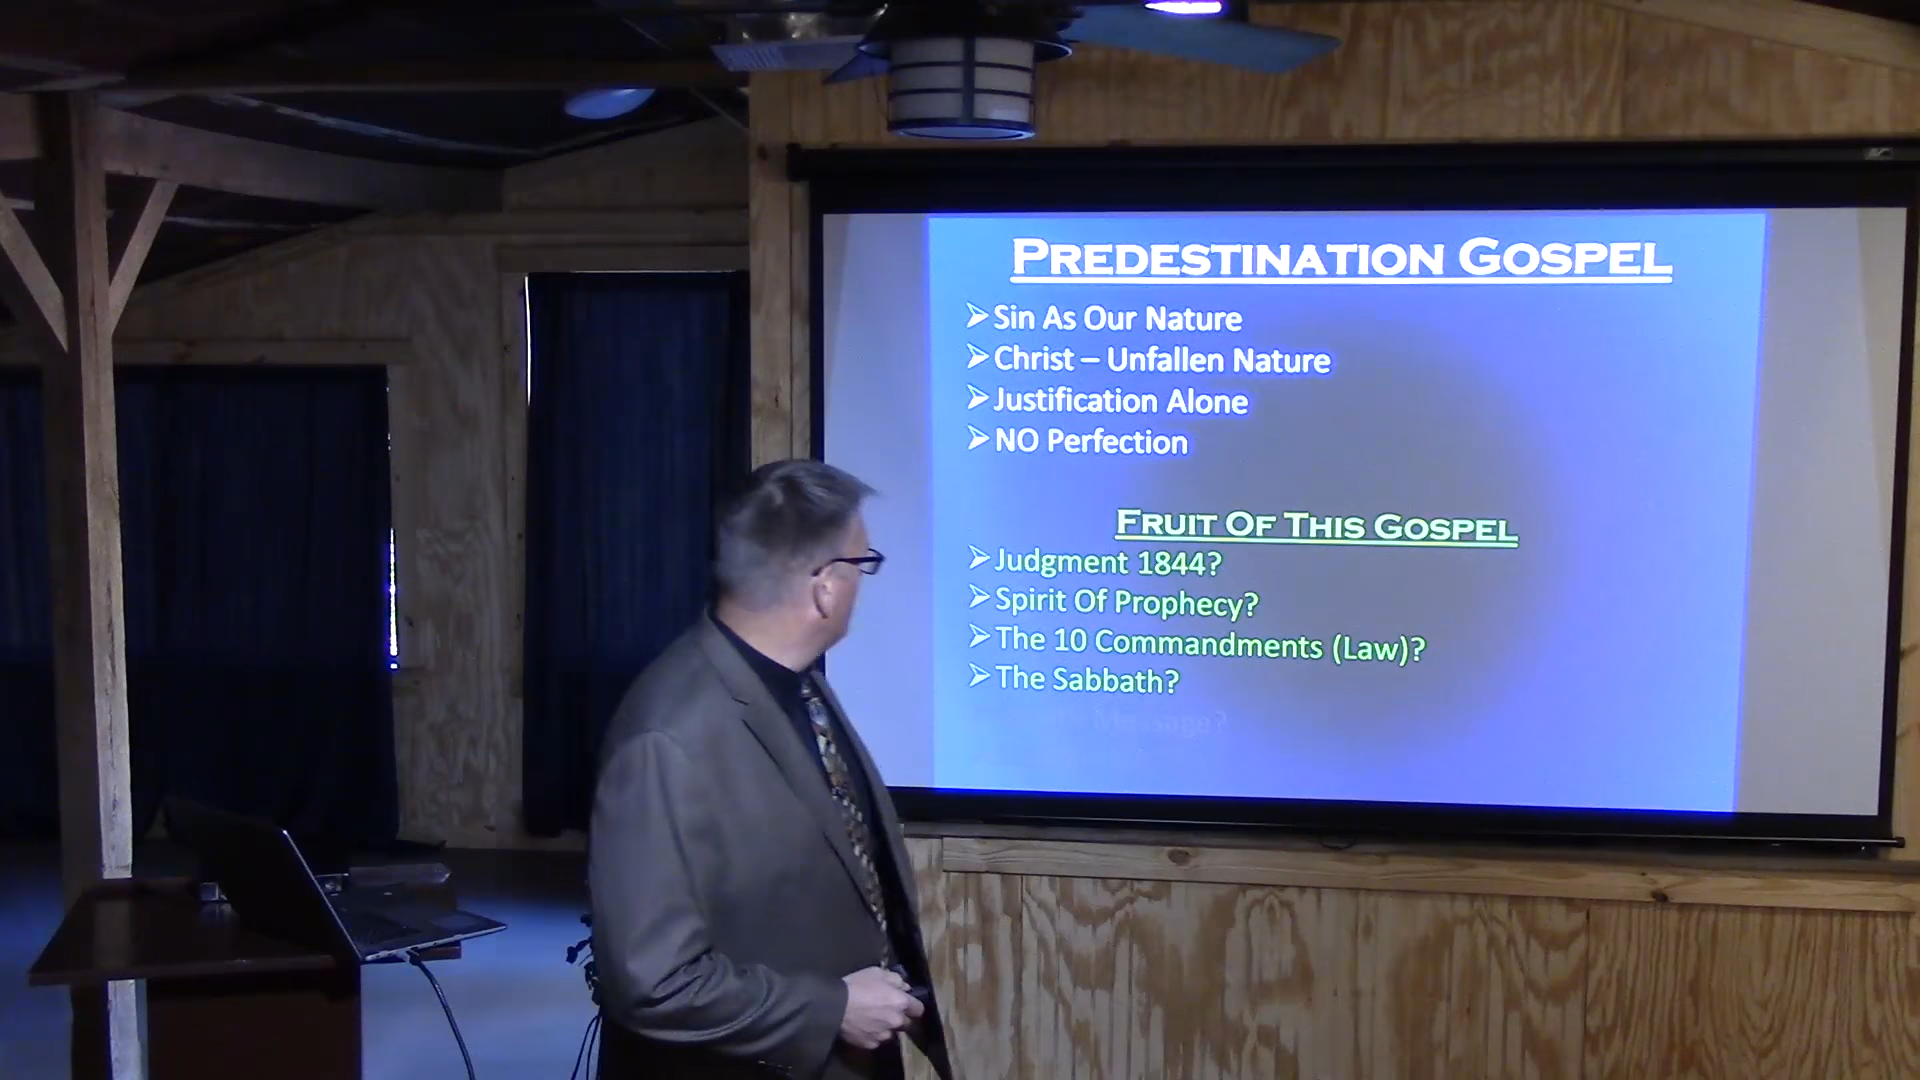 PREDESTINATION GOSPEL
Sin As Our Nature
Christ – Unfallen Nature
Justification Alone
NO Perfection
FRUIT OF THIS GOSPEL
Judgment 1844?
Spirit Of Prophecy?
The 10 Commandments (Law)?
The Sabbath?
Message?